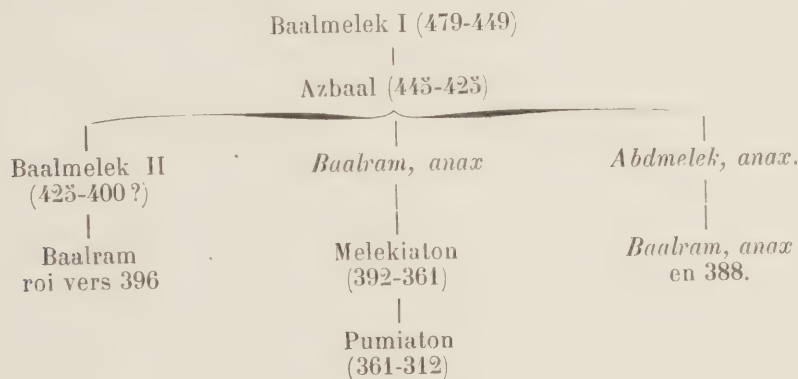 Baalmelek I (479-449)
Azbaal (445-425)
Baalmelek II
(425-400 ?)
Baalram, anax
Abdmelek, anax.
Baalram
roi vers 396
Melekiaton
(392-361)
Baalram, anax
en 388.
Pumiaton
(361-312)